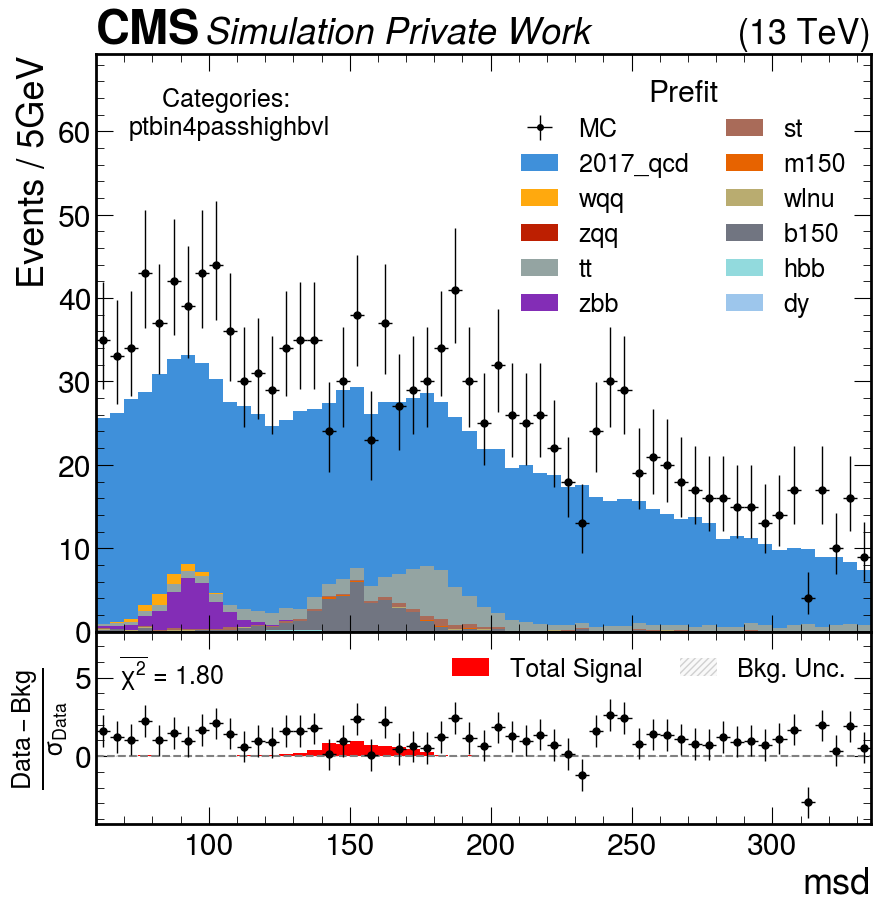 CMS Simulation Private Work (13 TeV)
Events / 5GeV
Categories:
ptbin4passhighbvl
Prefit
MC
2017_qcd
wqq
zqq
tt
zbb
st
m150
wlnu
b150
hbb
dy
60
50
40
30
20
10
0
Data − Bkg
σData
χ² = 1.80
Total Signal
Bkg. Unc.
5
0
100 150 200 250 300
msd